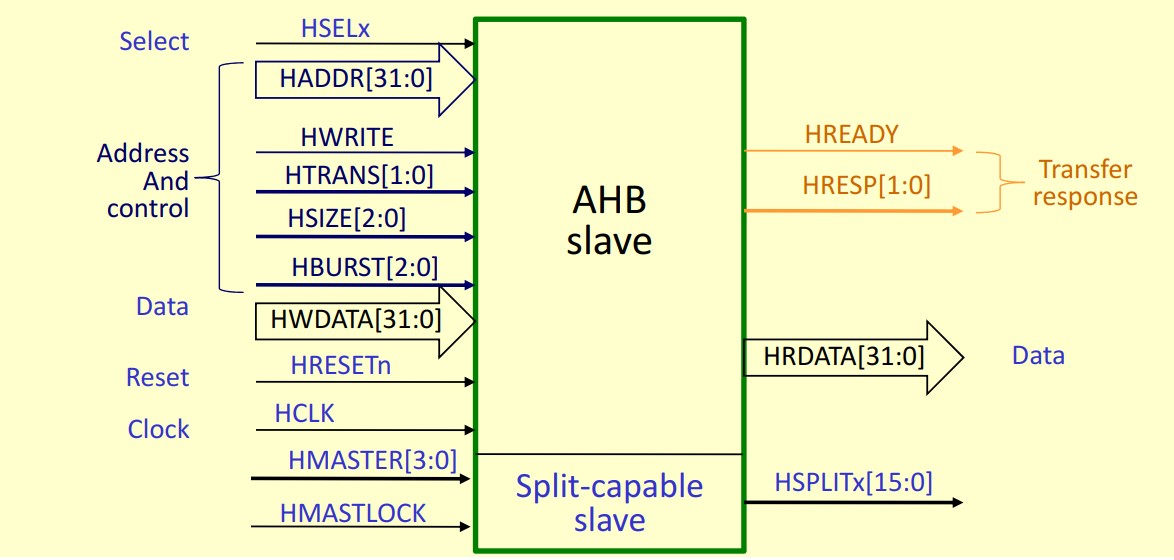 Select
HSELx
HADDR[31:0]
Address
And
control
HWRITE
HTRANS[1:0]
HSIZE[2:0]
HBURST[2:0]
Data
HWDATA[31:0]
Reset
HRESETn
Clock
HCLK
HMASTER[3:0]
HMASTLOCK
AHB
slave
Split-capable
slave
HREADY
HRESP[1:0]
Transfer
response
HRDATA[31:0]
Data
HSPLITx[15:0]